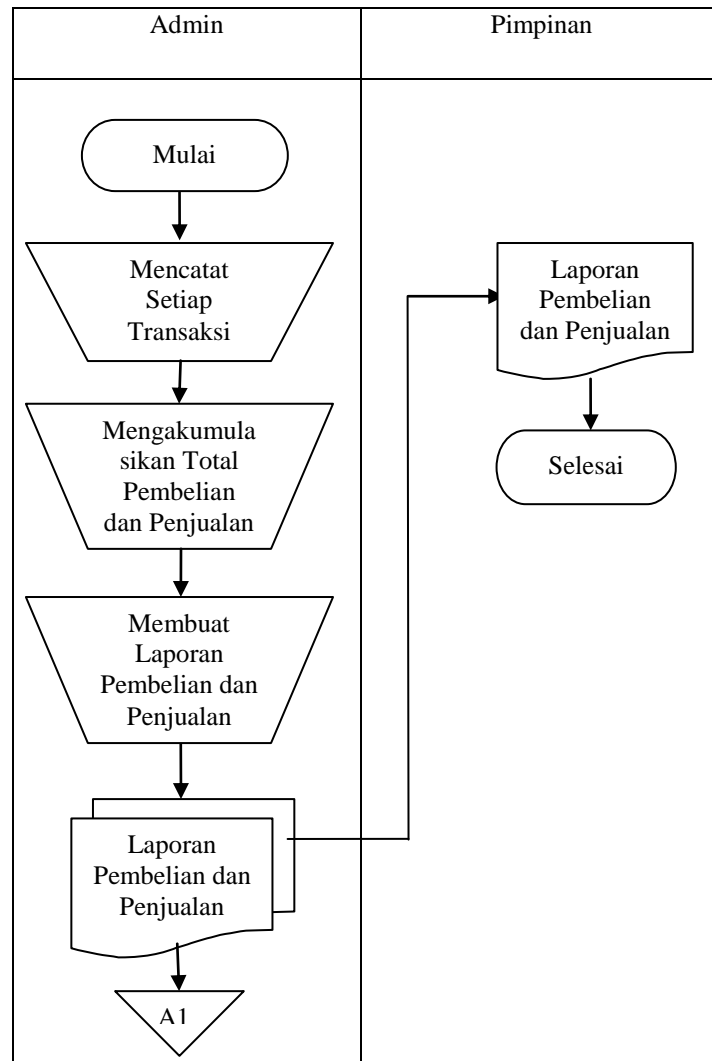 Admin
Pimpinan
Mulai
Mencatat
Setiap
Transaksi
Mengakumula
sikan Total
Pembelian
dan Penjualan
Membuat
Laporan
Pembelian dan
Penjualan
Laporan
Pembelian dan
Penjualan
A1
Laporan
Pembelian
dan Penjualan
Selesai